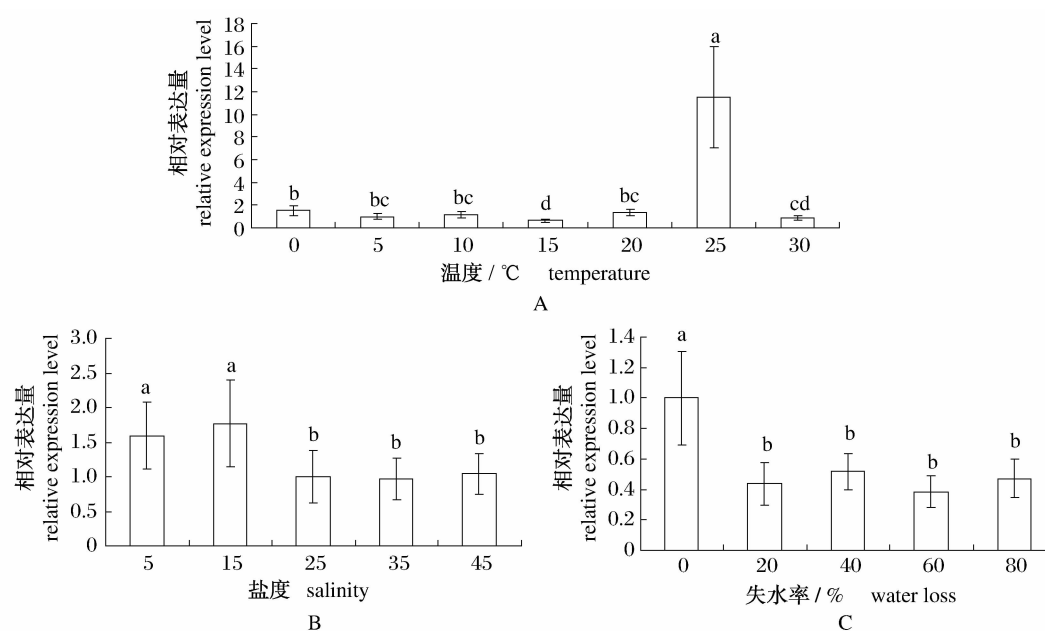 相对表达量
relative expression level
18
16
14
12
10
8
6
4
2
0
b
bc
bc
d
bc
a
cd
0 5 10 15 20 25 30
温度 / ℃ temperature
A
相对表达量
relative expression level
3.0
2.5
2.0
1.5
1.0
0.5
0
a
a
b
b
b
5 15 25 35 45
盐度 salinity
B
相对表达量
relative expression level
1.4
1.2
1.0
0.8
0.6
0.4
0.2
0
a
b
b
b
b
0 20 40 60 80
失水率 / % water loss
C